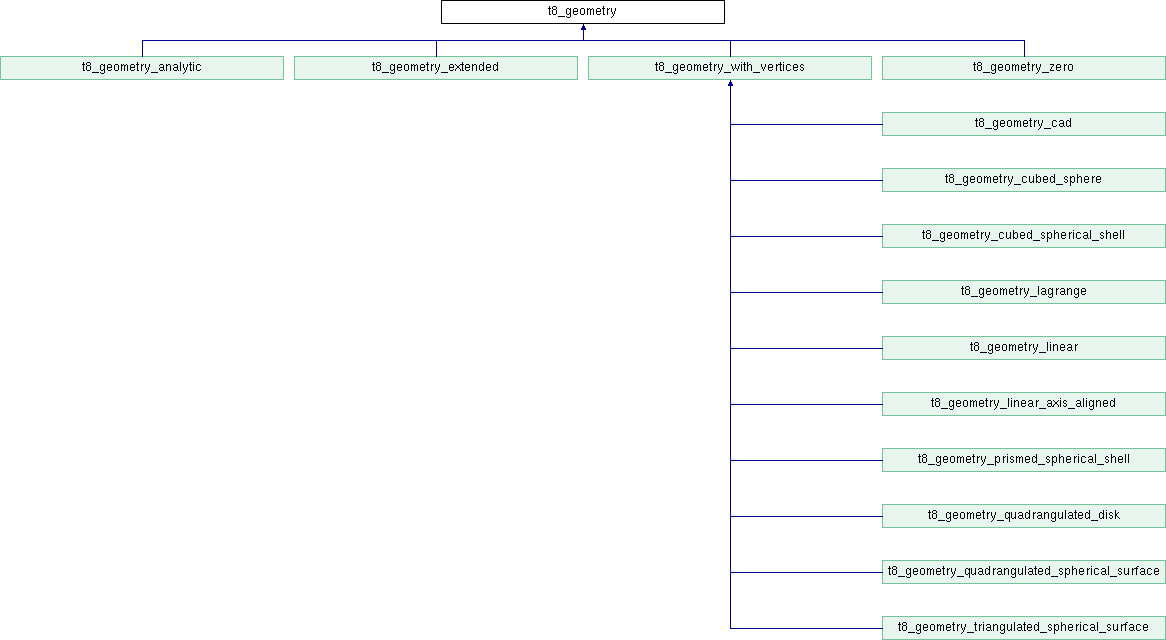 t8_geometry
t8_geometry_analytic
t8_geometry_extended
t8_geometry_with_vertices
t8_geometry_zero
t8_geometry_cad
t8_geometry_cubed_sphere
t8_geometry_cubed_spherical_shell
t8_geometry_lagrange
t8_geometry_linear
t8_geometry_linear_axis_aligned
t8_geometry_prismed_spherical_shell
t8_geometry_quadrangulated_disk
t8_geometry_quadrangulated_spherical_surface
t8_geometry_triangulated_spherical_surface